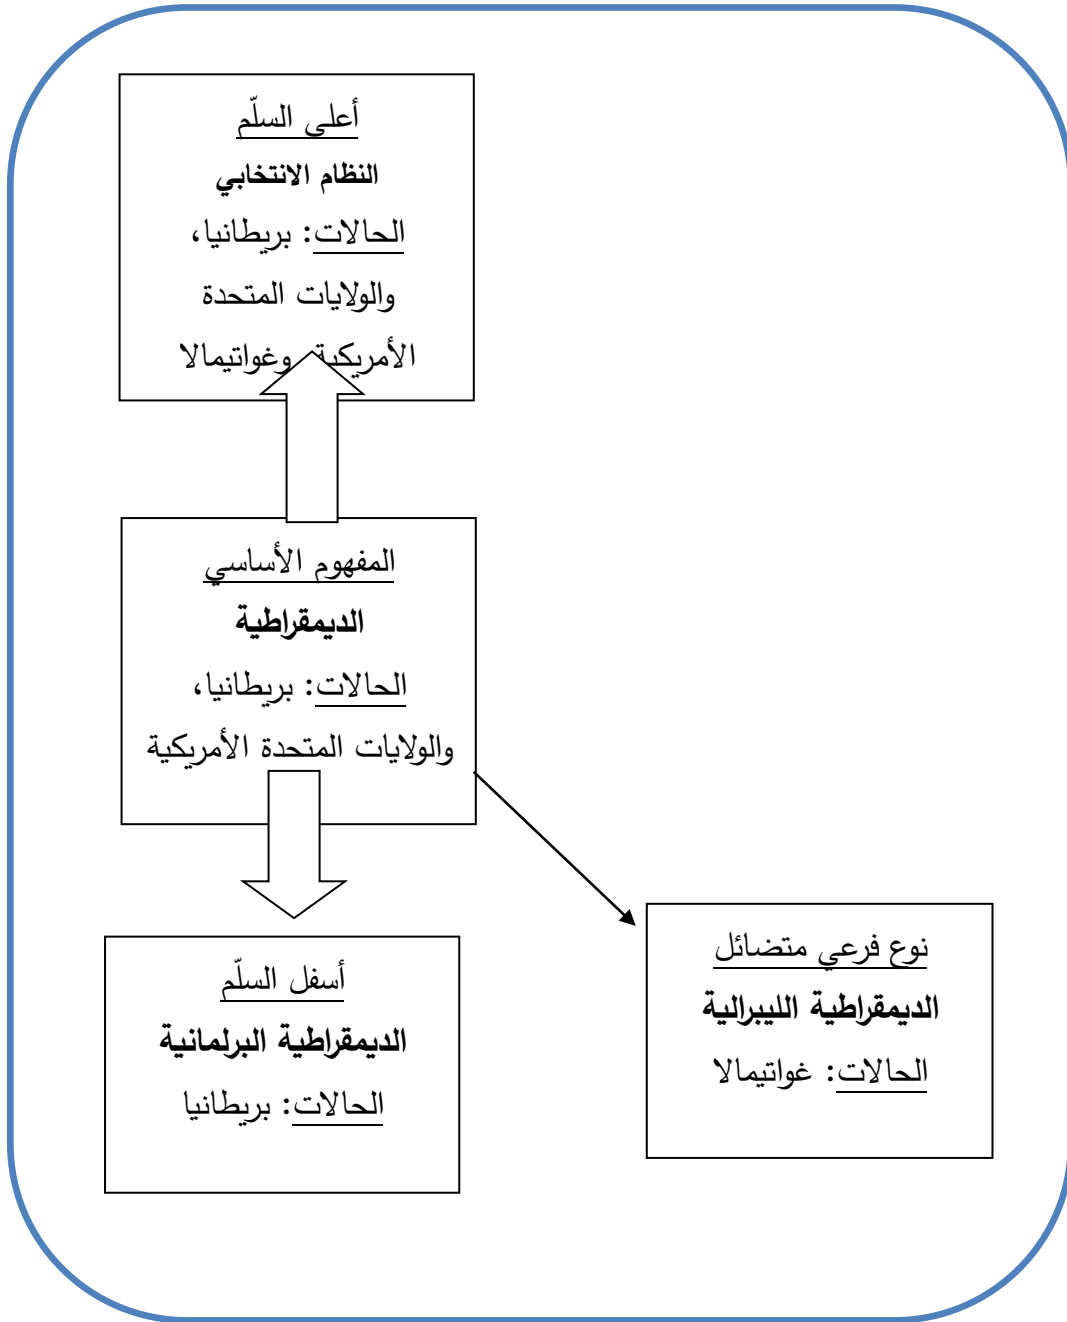 أعلى السلّم
النظام الانتخابي
الحالات: بريطانيا،
والولايات المتحدة
الأمريكية وغواتيمالا
المفهوم الأساسي
الديمقراطية
الحالات: بريطانيا،
والولايات المتحدة الأمريكية
أسفل السلّم
الديمقراطية البرلمانية
الحالات: بريطانيا
نوع فرعي متضائل
الديمقراطية الليبرالية
الحالات: غواتيمالا